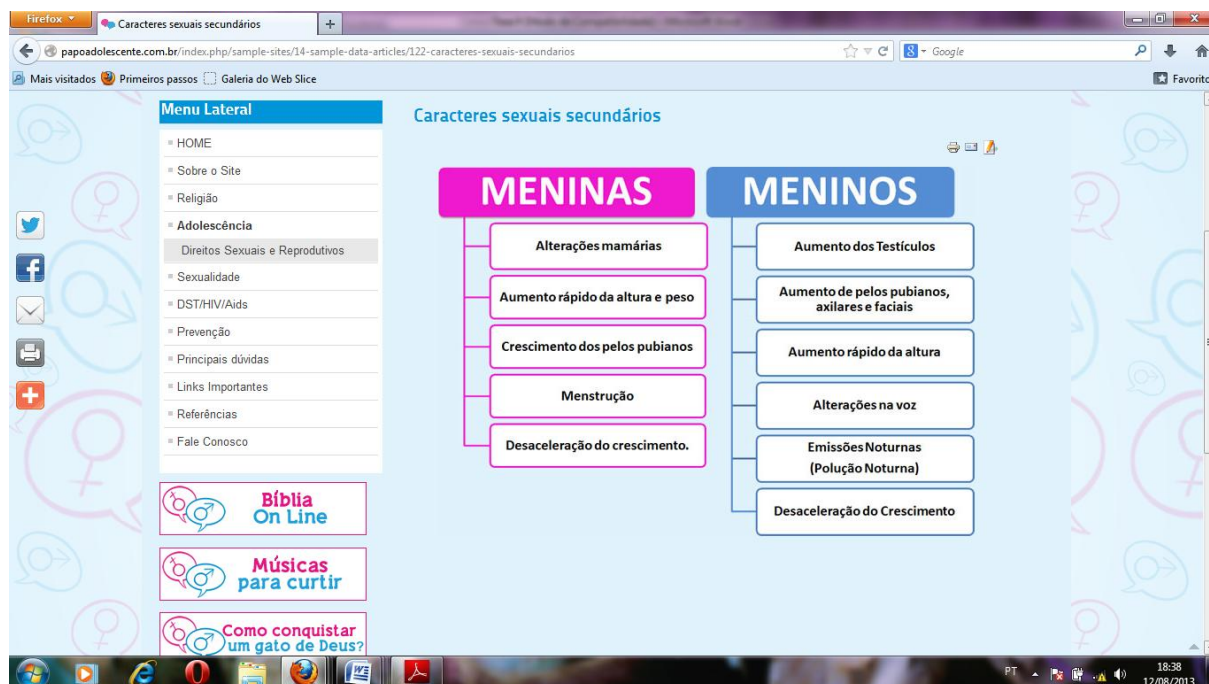 Firefox
Caracteres sexuais secundários
papoadolescente.com.br/index.php/sample-sites/14-sample-data-articles/122-caracteres-sexuais-secundarios
Google
Mais visitados
Primeiros passos
Galeria do Web Slice
Favorito
Menu Lateral
HOME
Sobre o Site
Religião
Adolescência
Direitos Sexuais e Reprodutivos
Sexualidade
DST/HIV/Aids
Prevenção
Principais dúvidas
Links Importantes
Referências
Fale Conosco
Bíblia
On Line
Músicas
para curtir
Como conquistar
um gato de Deus?
Caracteres sexuais secundários
MENINAS
Alterações mamárias
Aumento rápido da altura e peso
Crescimento dos pelos pubianos
Menstrução
Desaceleração do crescimento.
MENINOS
Aumento dos Testículos
Aumento de pelos pubianos,
axilares e faciais
Aumento rápido da altura
Alterações na voz
Emissões Noturnas
(Polução Noturna)
Desaceleração do Crescimento
PT
18:38
12/08/2013